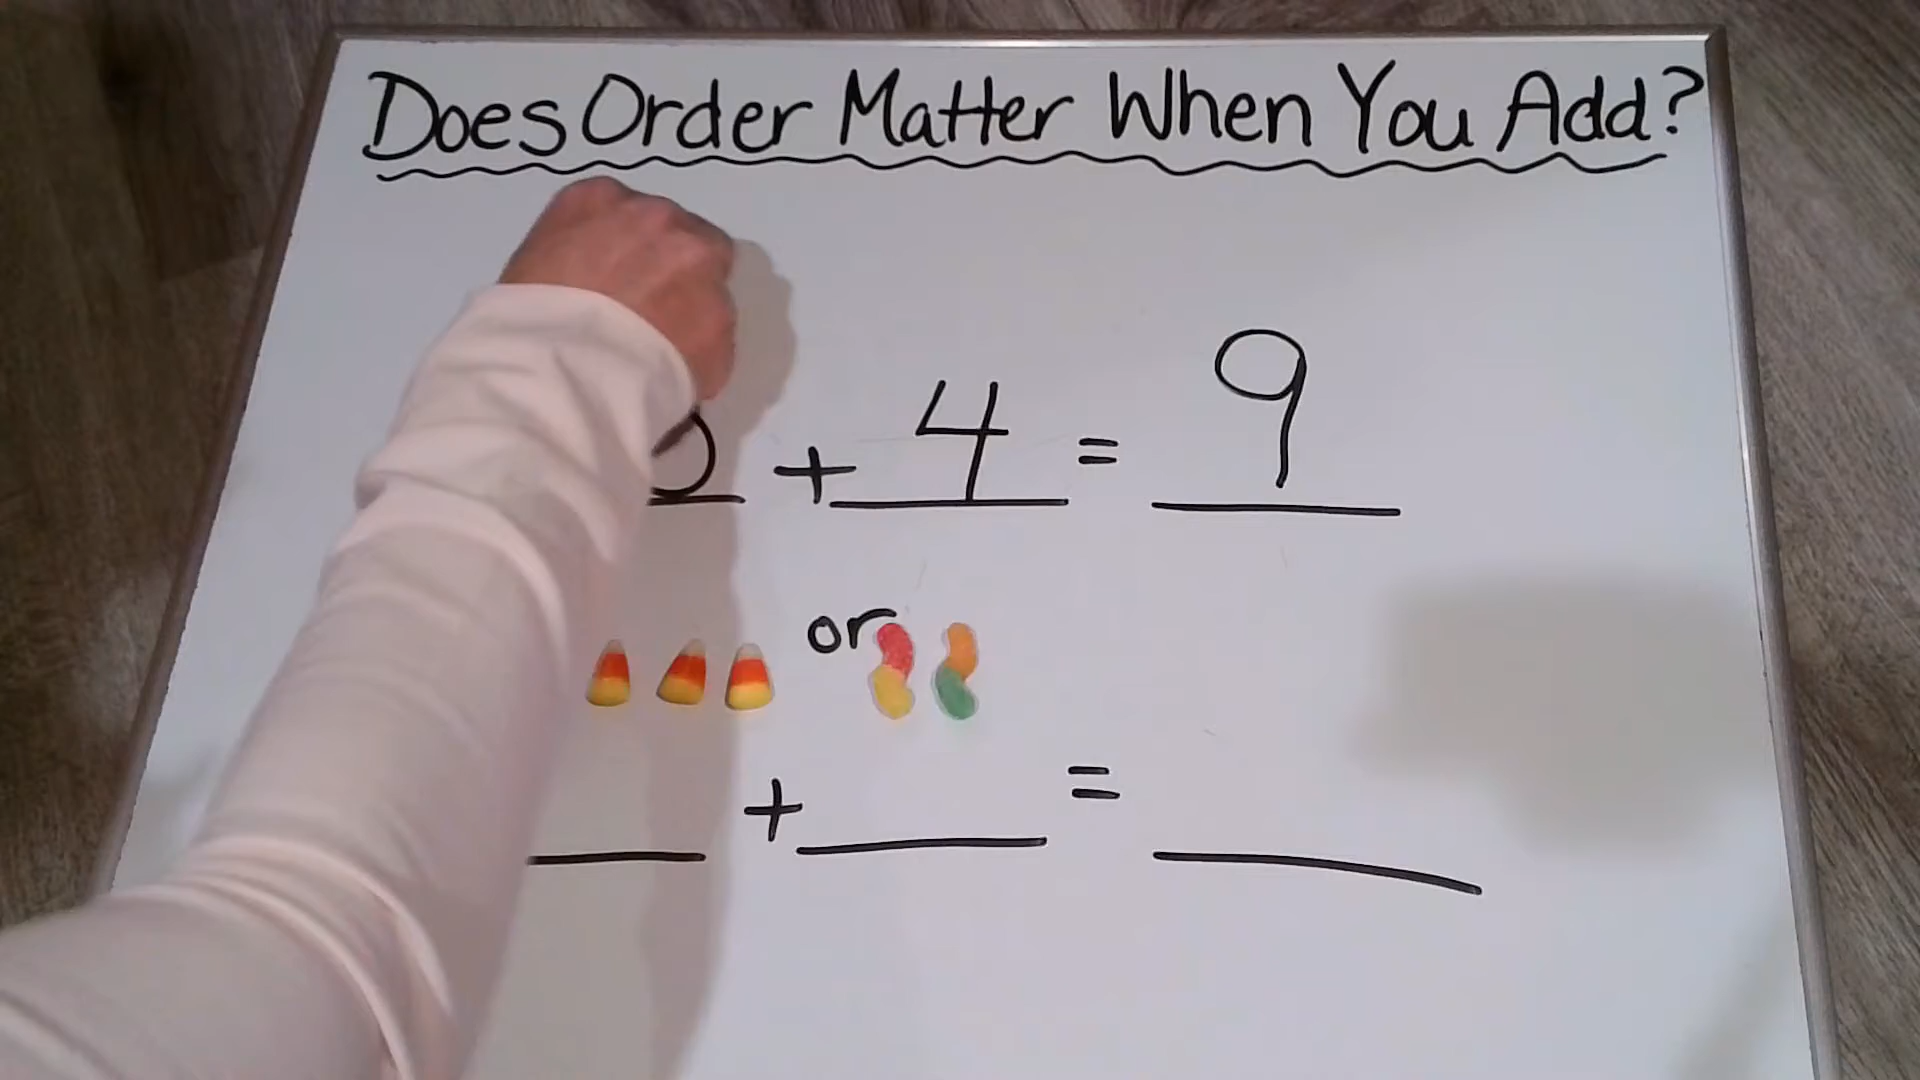 Does Order Matter When You Add?
+ 4 = 9
or
+ =